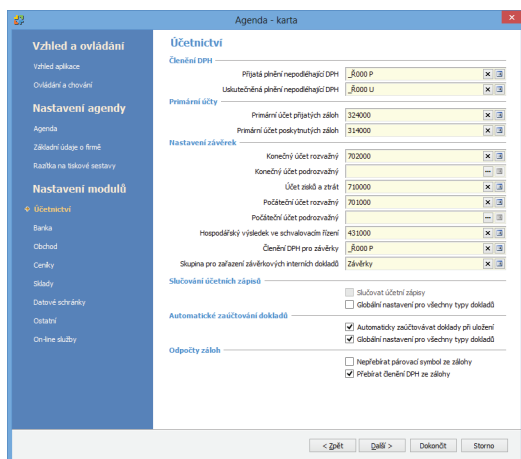 Agenda - karta
Vzhled a ovládání
Vzhled aplikace
Ovládání a chování
Nastavení agendy
Agenda
Základní údaje o firmě
Razítka na tiskové sestavy
Nastavení modulů
Účetnictví
Banka
Obchod
Ceníky
Sklady
Datové schránky
Ostatní
On-line služby
Účetnictví
Členění DPH
Přijatá plnění nepodléhající DPH _Ř000 P
Uskutečněná plnění nepodléhající DPH _Ř000 U
Primární účty
Primární účet přijatých záloh 324000
Primární účet poskytnutých záloh 314000
Nastavení závěrek
Konečný účet rozvažný 702000
Konečný účet podrozvažný
Účet zisků a ztrát 710000
Počáteční účet rozvažný 701000
Počáteční účet podrozvažný
Hospodářský výsledek ve schvalovacím řízení 431000
Členění DPH pro závěrky _Ř000 P
Skupina pro zařazení závěrkových interních dokladů Závěrky
Slučování účetních zápisů
Slučovat účetní zápisy
Globální nastavení pro všechny typy dokladů
Automatické zaúčtování dokladů
Automaticky zaúčtovávat doklady při uložení
Globální nastavení pro všechny typy dokladů
Odpočty záloh
Nepřebírat párovací symbol ze zálohy
Přebírat členění DPH ze zálohy
< Zpět
Další >
Dokončit
Storno